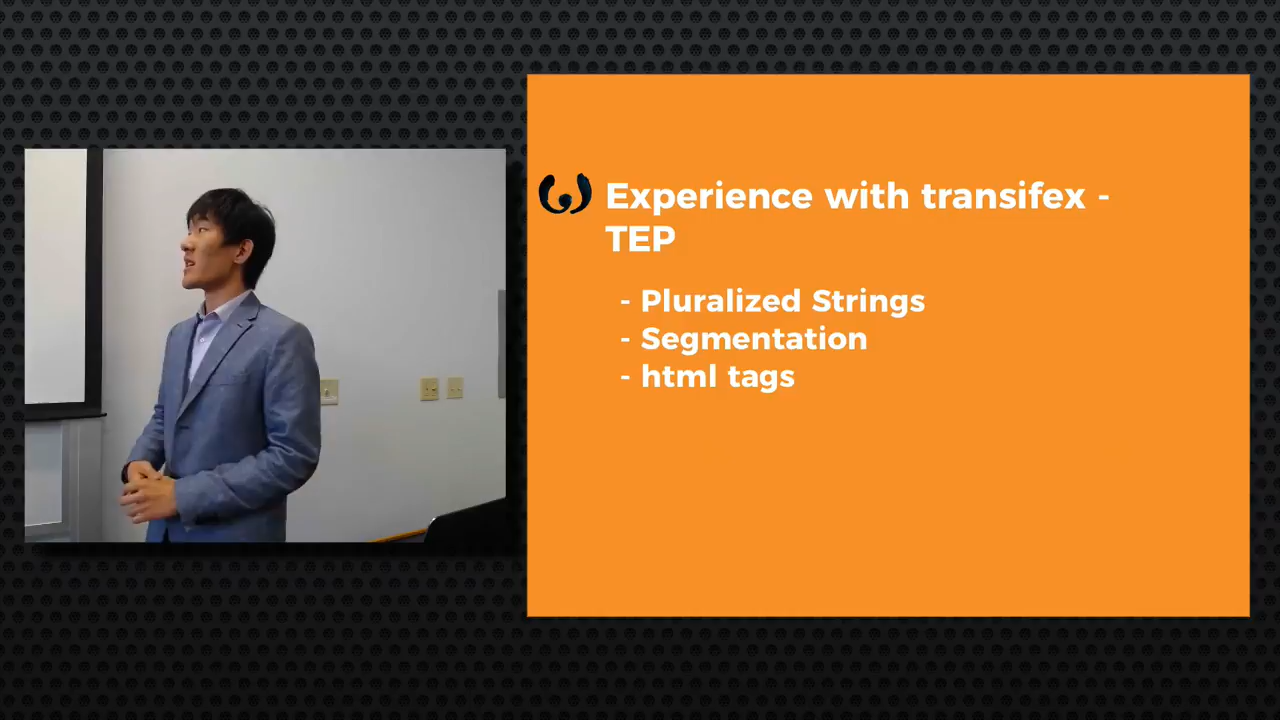 Experience with transifex -
TEP
- Pluralized Strings
- Segmentation
- html tags